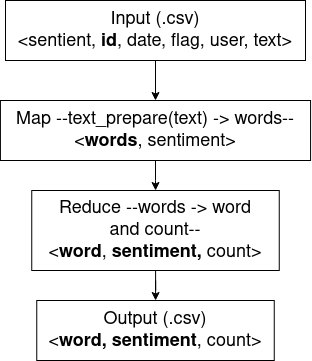 Input (.csv)
<sentient, id, date, flag, user, text>
Map --text_prepare(text) -> words--
<words, sentiment>
Reduce --words -> word
and count--
<word, sentiment, count>
Output (.csv)
<word, sentiment, count>